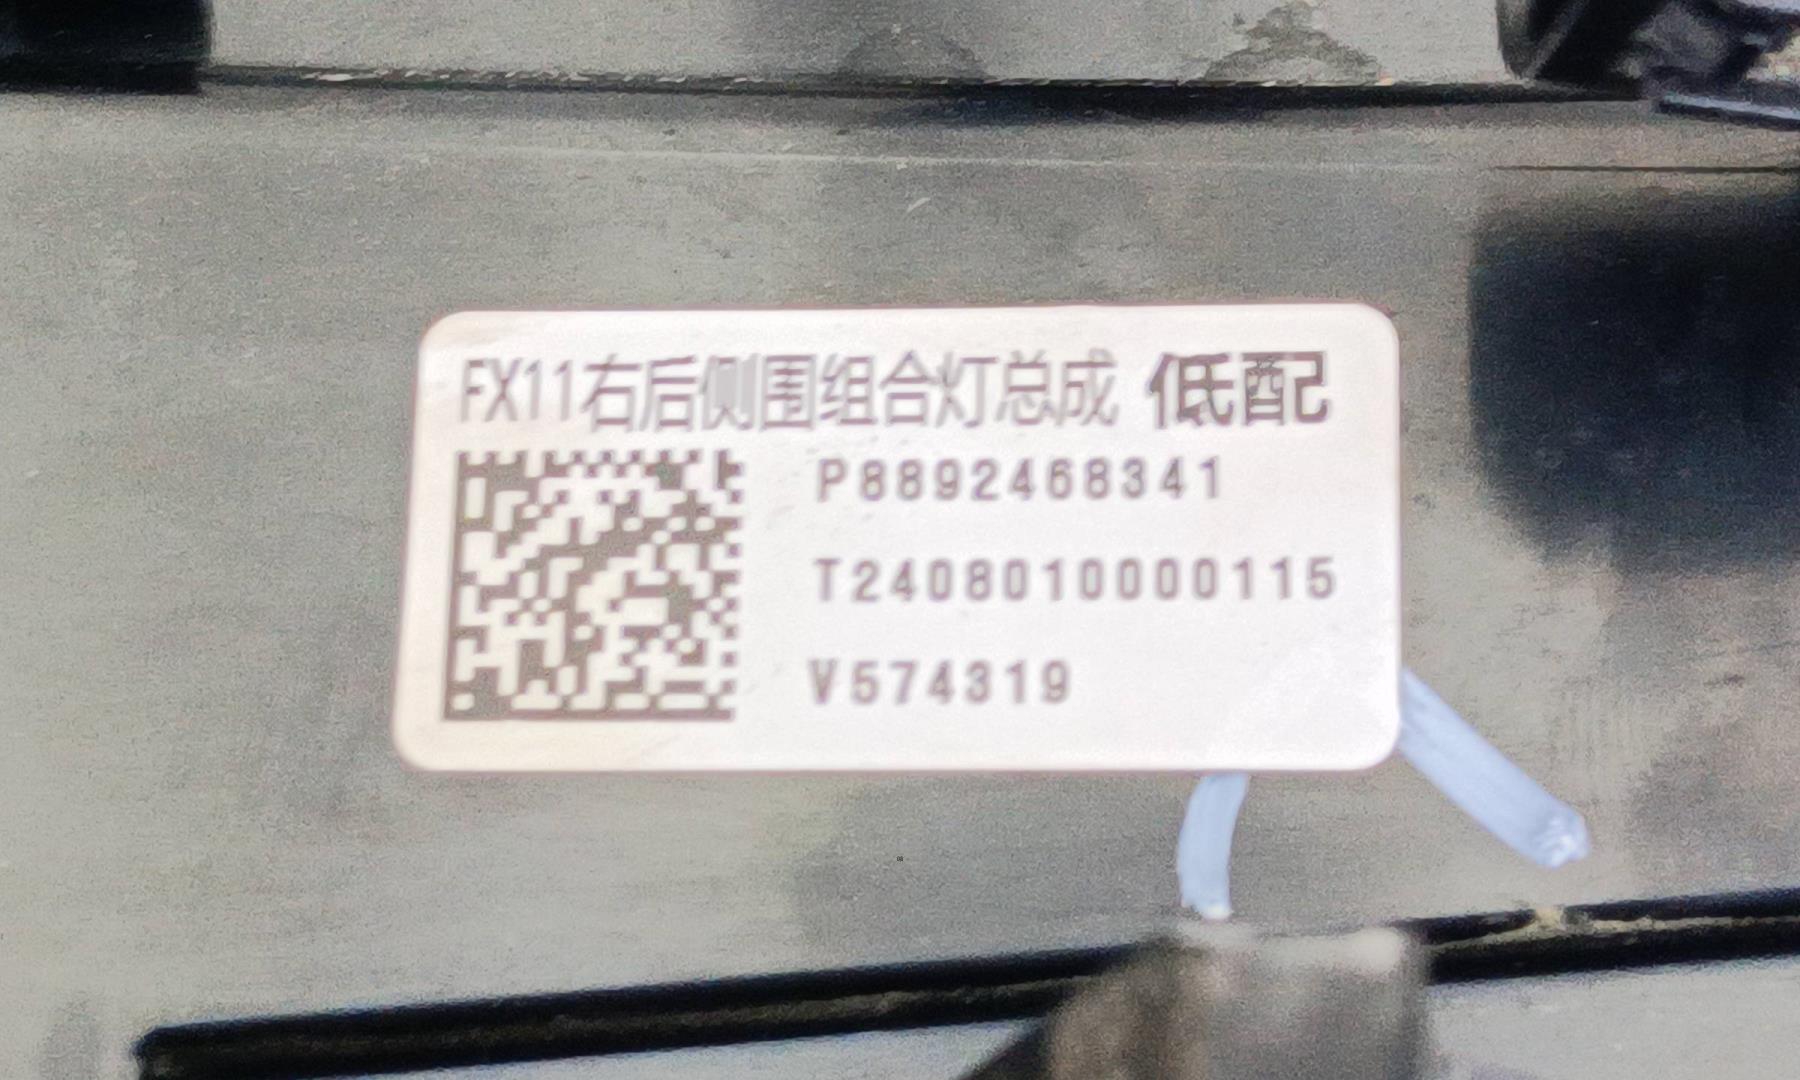 FX11右后侧围组合灯总成 低配
P8892468341
T2408010000115
V574319